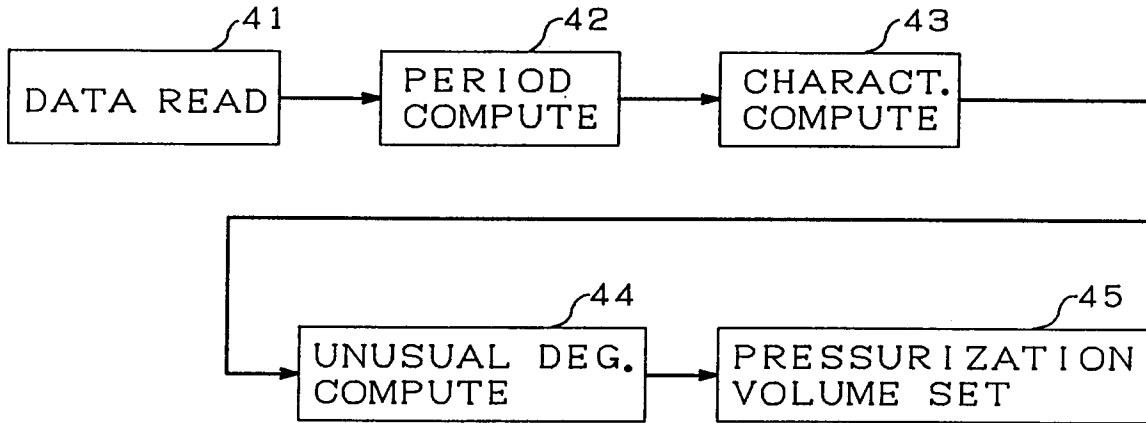 41
42
43
DATA READ
PERIOD
COMPUTE
CHARACT.
COMPUTE
44
45
UNUSUAL DEG.
COMPUTE
PRESSURIZATION
VOLUME SET